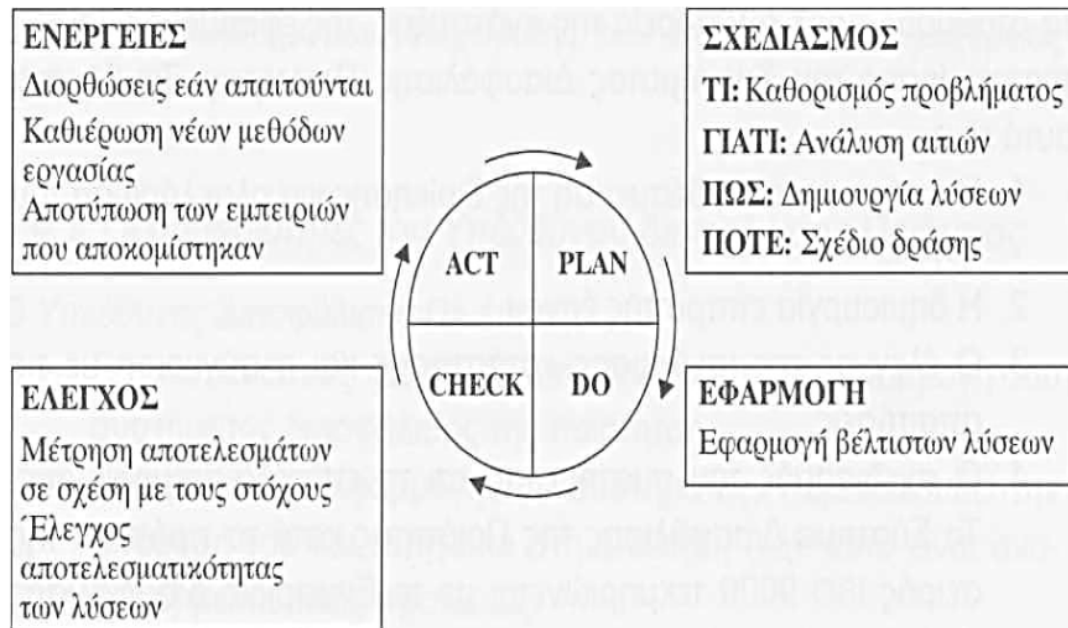 ΕΝΕΡΓΕΙΕΣ
Διορθώσεις εάν απαιτούνται
Καθιέρωση νέων μεθόδων
εργασίας
Αποτύπωση των εμπειριών
που αποκομίστηκαν
ΣΧΕΔΙΑΣΜΟΣ
ΤΙ: Καθορισμός προβλήματος
ΓΙΑΤΙ: Ανάλυση αιτιών
ΠΩΣ: Δημιουργία λύσεων
ΠΟΤΕ: Σχέδιο δράσης
ACT PLAN
CHECK DO
ΕΛΕΓΧΟΣ
Μέτρηση αποτελεσμάτων
σε σχέση με τους στόχους
Έλεγχος
αποτελεσματικότητας
των λύσεων
ΕΦΑΡΜΟΓΗ
Εφαρμογή βέλτιστων λύσεων